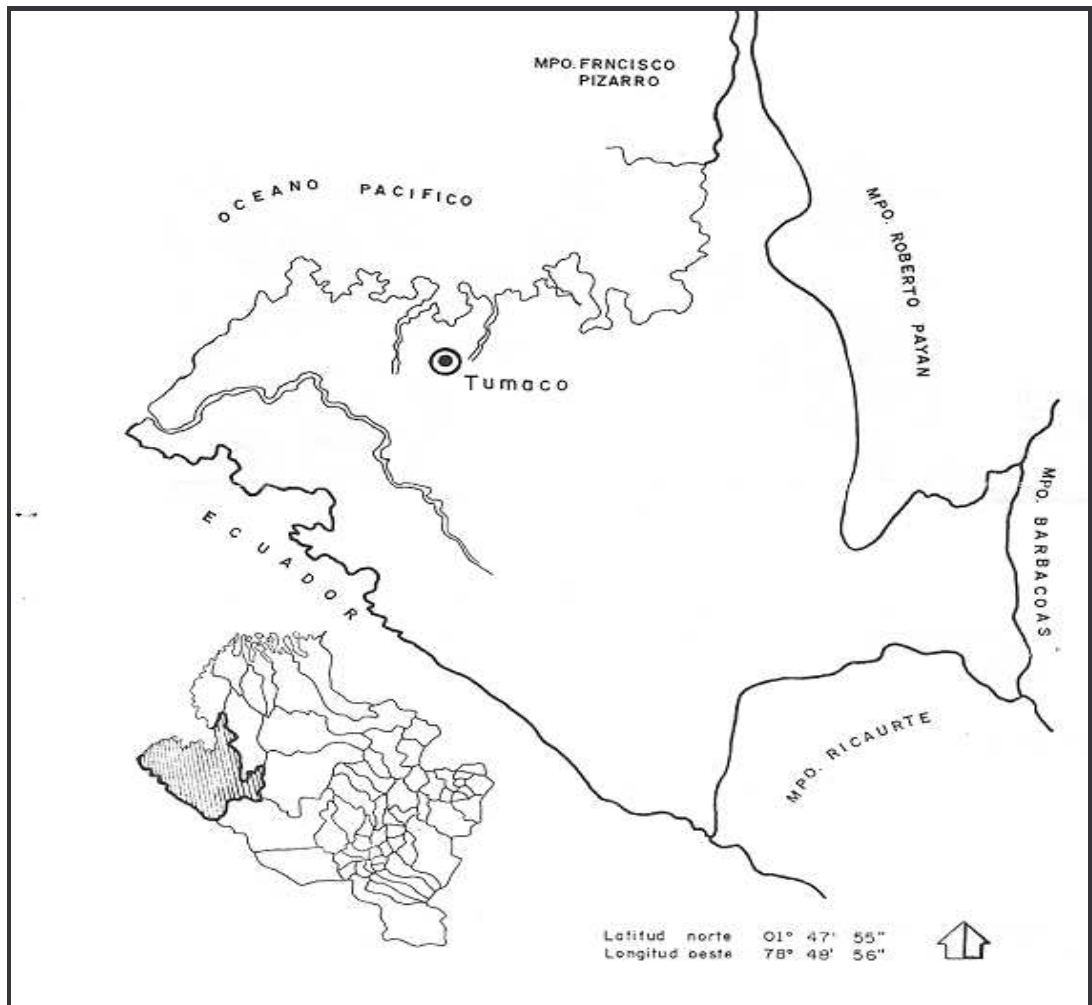 MPO. FRNCISCO
PIZARRO
OCEANO PACIFICO
MPO. ROBERTO PAYAN
Tumaco
MPO. BARBACOAS
ECUADOR
MPO. RICAURTE
Latitud norte 01° 47' 55"
Longitud oeste 78° 48' 56"